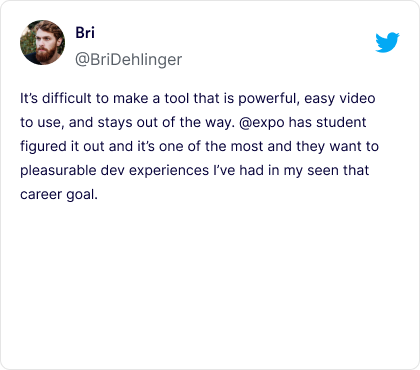 Bri
@BriDehlinger
It’s difficult to make a tool that is powerful, easy video
to use, and stays out of the way. @expo has student
figured it out and it’s one of the most and they want to
pleasurable dev experiences I’ve had in my seen that
career goal.